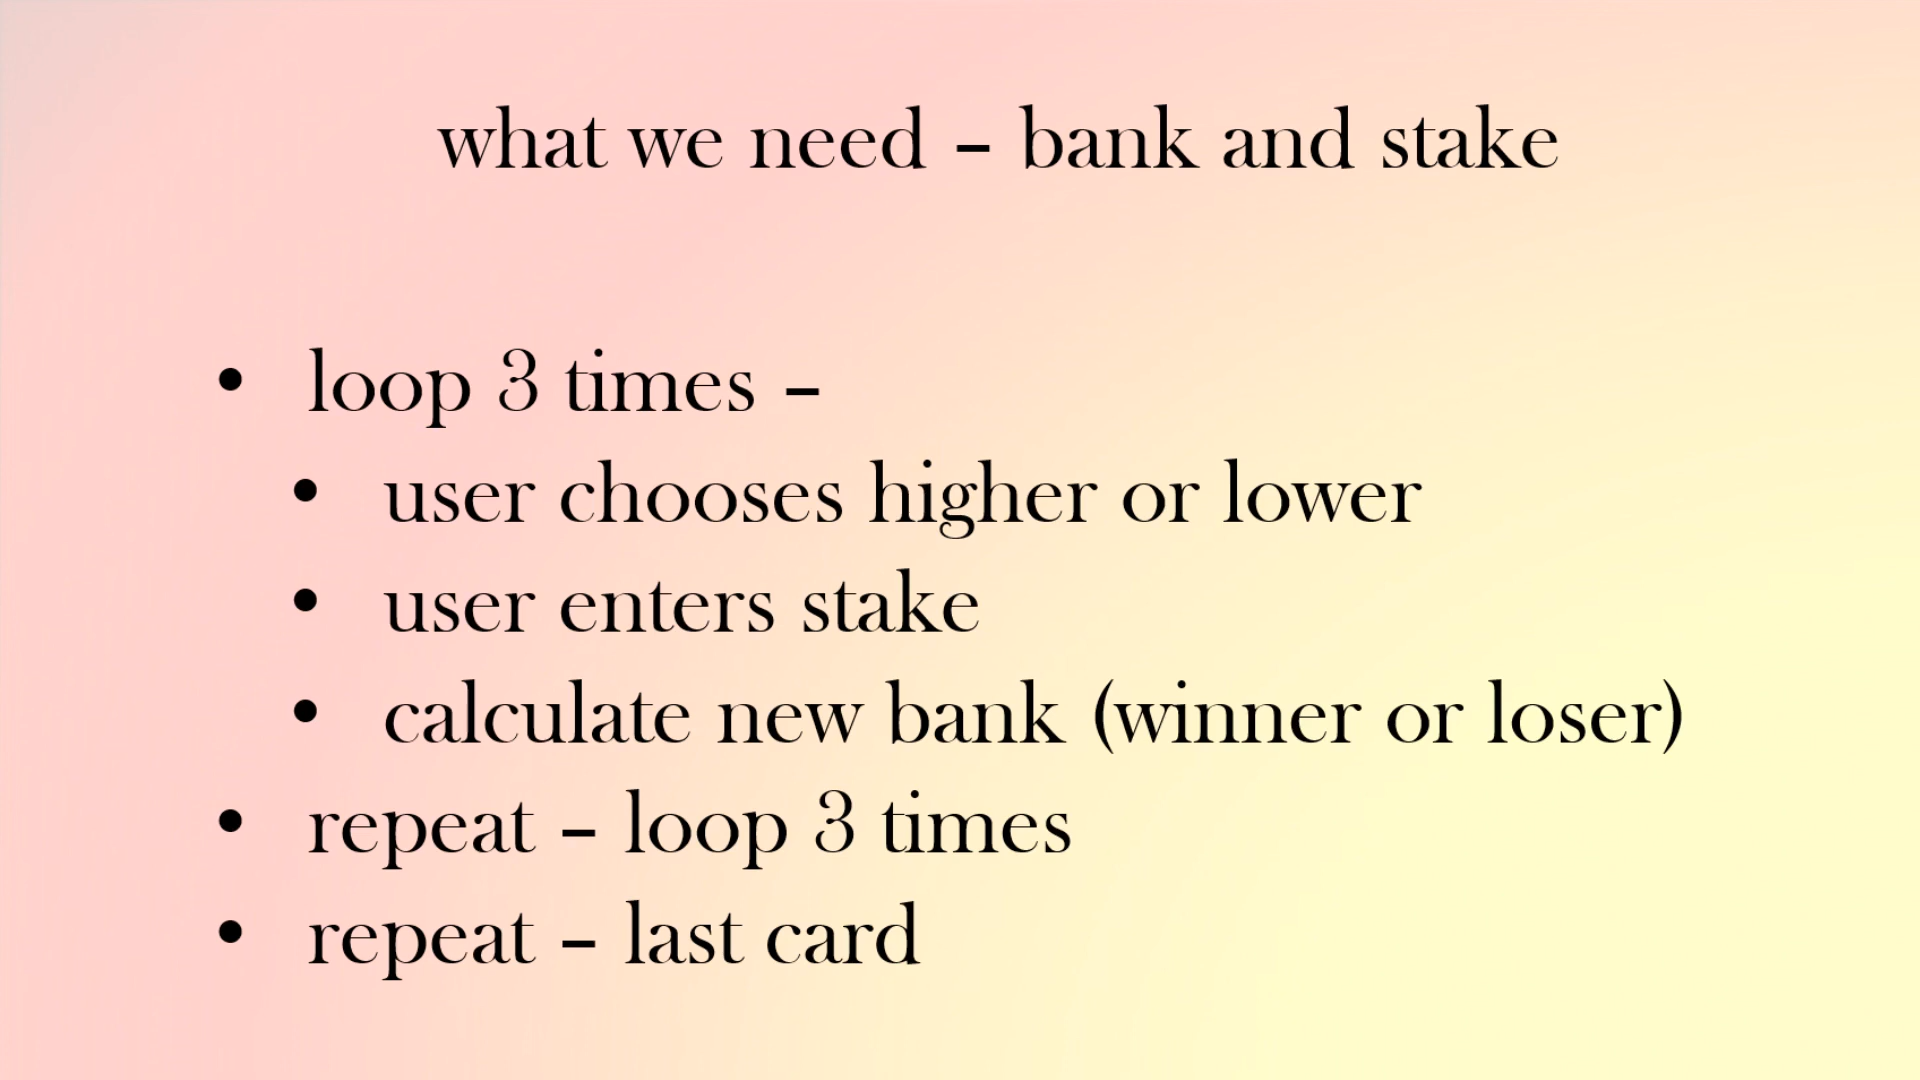 what we need – bank and stake
• loop 3 times –
• user chooses higher or lower
• user enters stake
• calculate new bank (winner or loser)
• repeat – loop 3 times
• repeat – last card